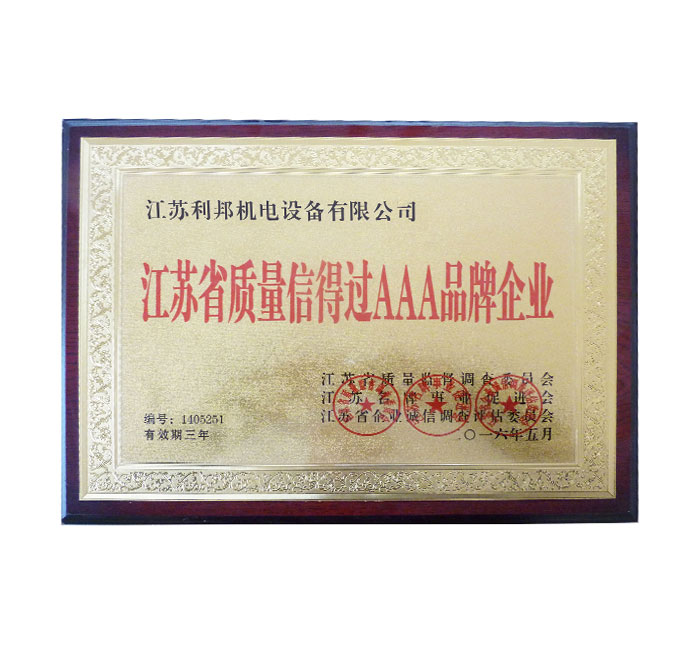 江苏利邦机电设备有限公司
江苏省质量信得过AAA品牌企业
江苏省质量监督调查委员会
江苏名牌事业促进会
江苏省企业诚信调查评估委员会
编号：1405251
有效期三年
二〇一六年五月